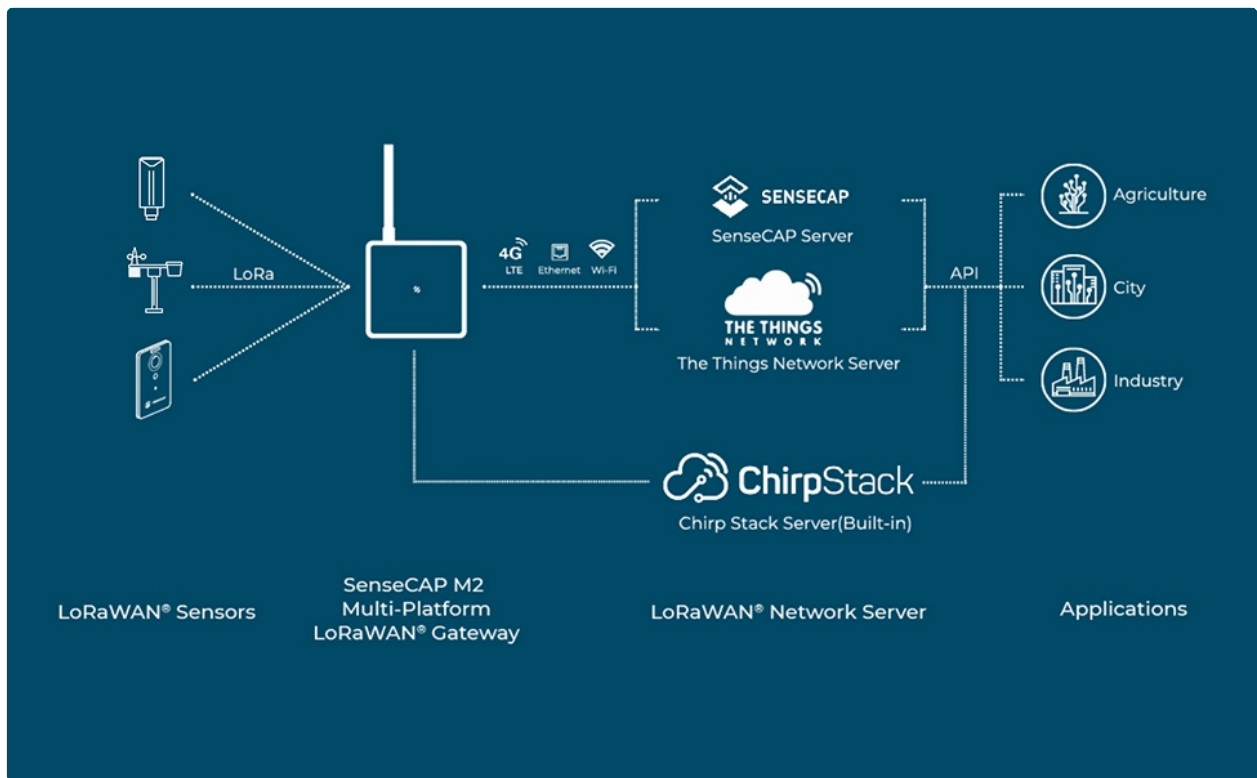 LoRa
4G
LTE
Ethernet
Wi-Fi
SENSECAP
SenseCAP Server
THE THINGS
NETWORK
The Things Network Server
ChirpStack
Chirp Stack Server(Built-in)
API
Agriculture
City
Industry
LoRaWAN® Sensors
SenseCAP M2
Multi-Platform
LoRaWAN® Gateway
LoRaWAN® Network Server
Applications